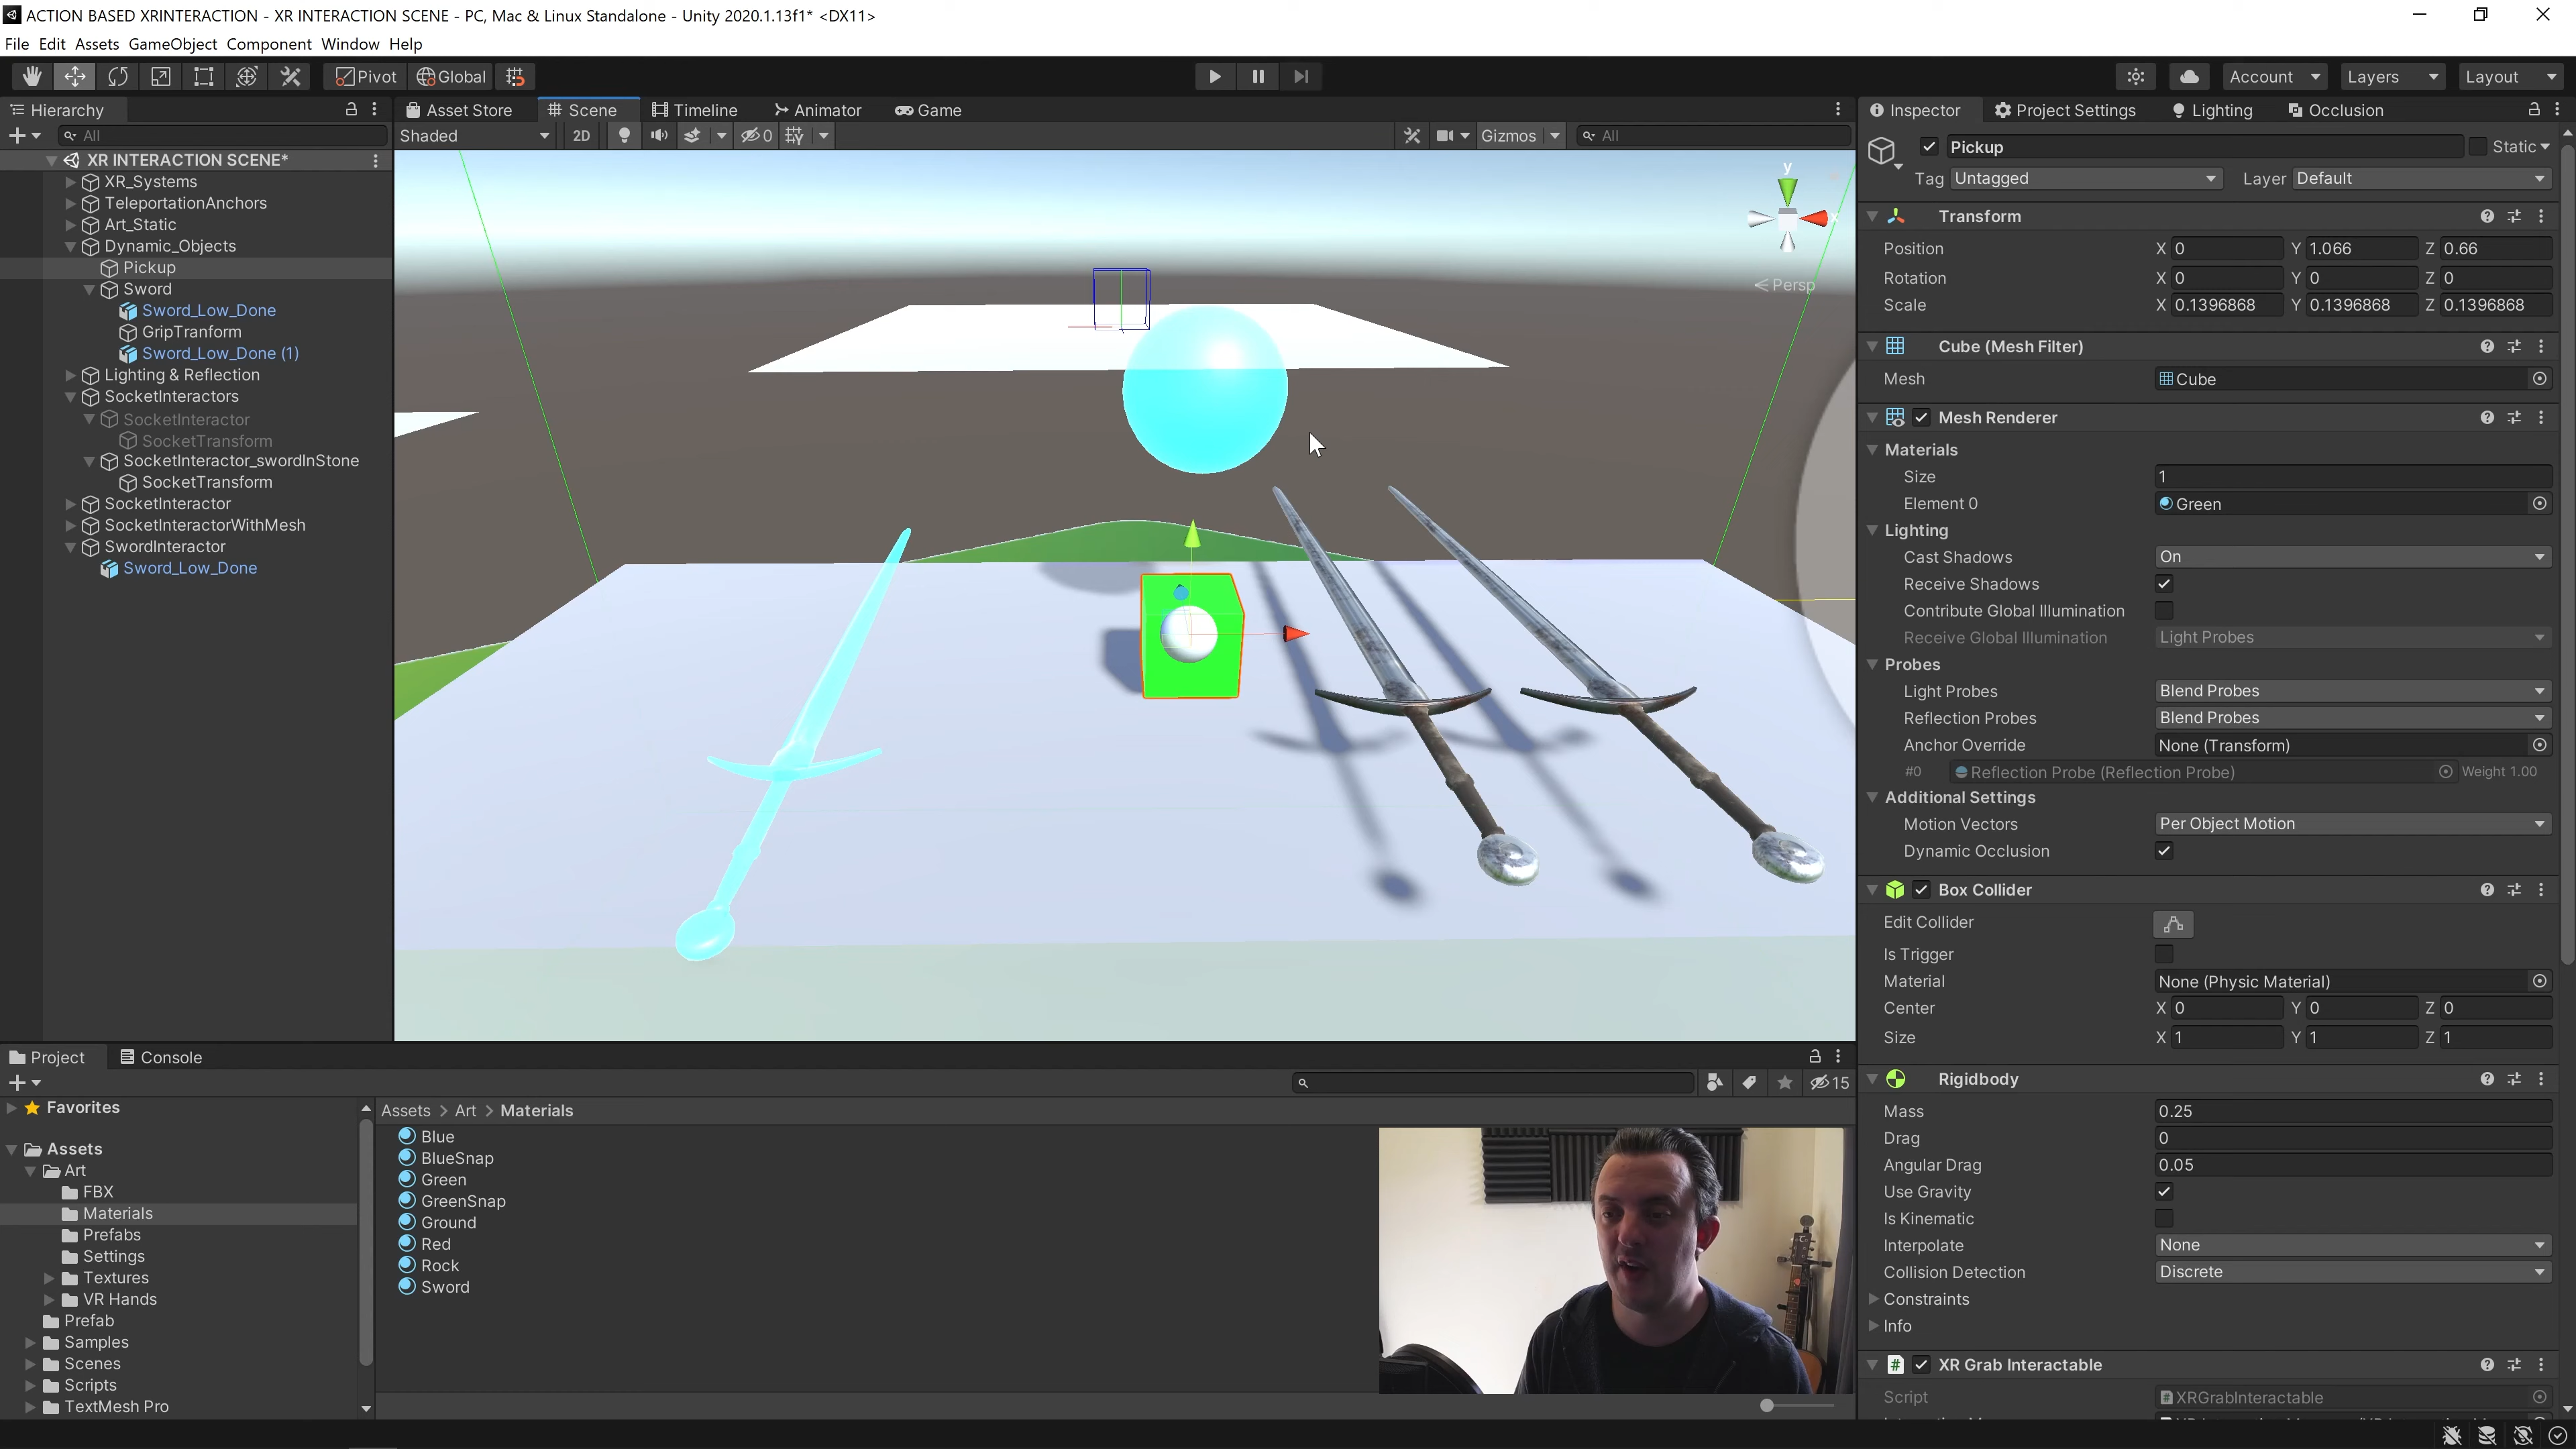 ACTION BASED XRINTERACTION - XR INTERACTION SCENE - PC, Mac & Linux Standalone - Unity 2020.1.13f1* <DX11>
File Edit Assets GameObject Component Window Help
Pivot Global Account Layers Layout
Hierarchy
All
XR INTERACTION SCENE*
XR_Systems
TeleportationAnchors
Art_Static
Dynamic_Objects
Pickup
Sword
Sword_Low_Done
GripTranform
Sword_Low_Done (1)
Lighting & Reflection
SocketInteractors
SocketInteractor
SocketTransform
SocketInteractor_swordInStone
SocketTransform
SocketInteractor
SocketInteractorWithMesh
SwordInteractor
Sword_Low_Done
Asset Store Scene Timeline Animator Game
Shaded 2D 0 Gizmos All
y
x
Persp
Inspector Project Settings Lighting Occlusion
Pickup Static
Tag Untagged Layer Default
Transform
Position X 0 Y 1.066 Z 0.66
Rotation X 0 Y 0 Z 0
Scale X 0.1396868 Y 0.1396868 Z 0.1396868
Cube (Mesh Filter)
Mesh Cube
Mesh Renderer
Materials
Size 1
Element 0 Green
Lighting
Cast Shadows On
Receive Shadows
Contribute Global Illumination
Receive Global Illumination Light Probes
Probes
Light Probes Blend Probes
Reflection Probes Blend Probes
Anchor Override None (Transform)
#0 Reflection Probe (Reflection Probe) Weight 1.00
Additional Settings
Motion Vectors Per Object Motion
Dynamic Occlusion
Box Collider
Edit Collider
Is Trigger
Material None (Physic Material)
Center X 0 Y 0 Z 0
Size X 1 Y 1 Z 1
Rigidbody
Mass 0.25
Drag 0
Angular Drag 0.05
Use Gravity
Is Kinematic
Interpolate None
Collision Detection Discrete
Constraints
Info
XR Grab Interactable
Script XRGrabInteractable
Project Console
15
Favorites
Assets
Art
FBX
Materials
Prefabs
Settings
Textures
VR Hands
Prefab
Samples
Scenes
Scripts
TextMesh Pro
Assets > Art > Materials
Blue
BlueSnap
Green
GreenSnap
Ground
Red
Rock
Sword